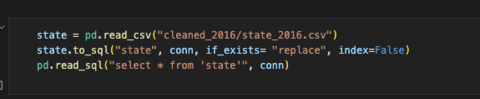 state = pd.read_csv("cleaned_2016/state_2016.csv")
state.to_sql("state", conn, if_exists= "replace", index=False)
pd.read_sql("select * from 'state'", conn)